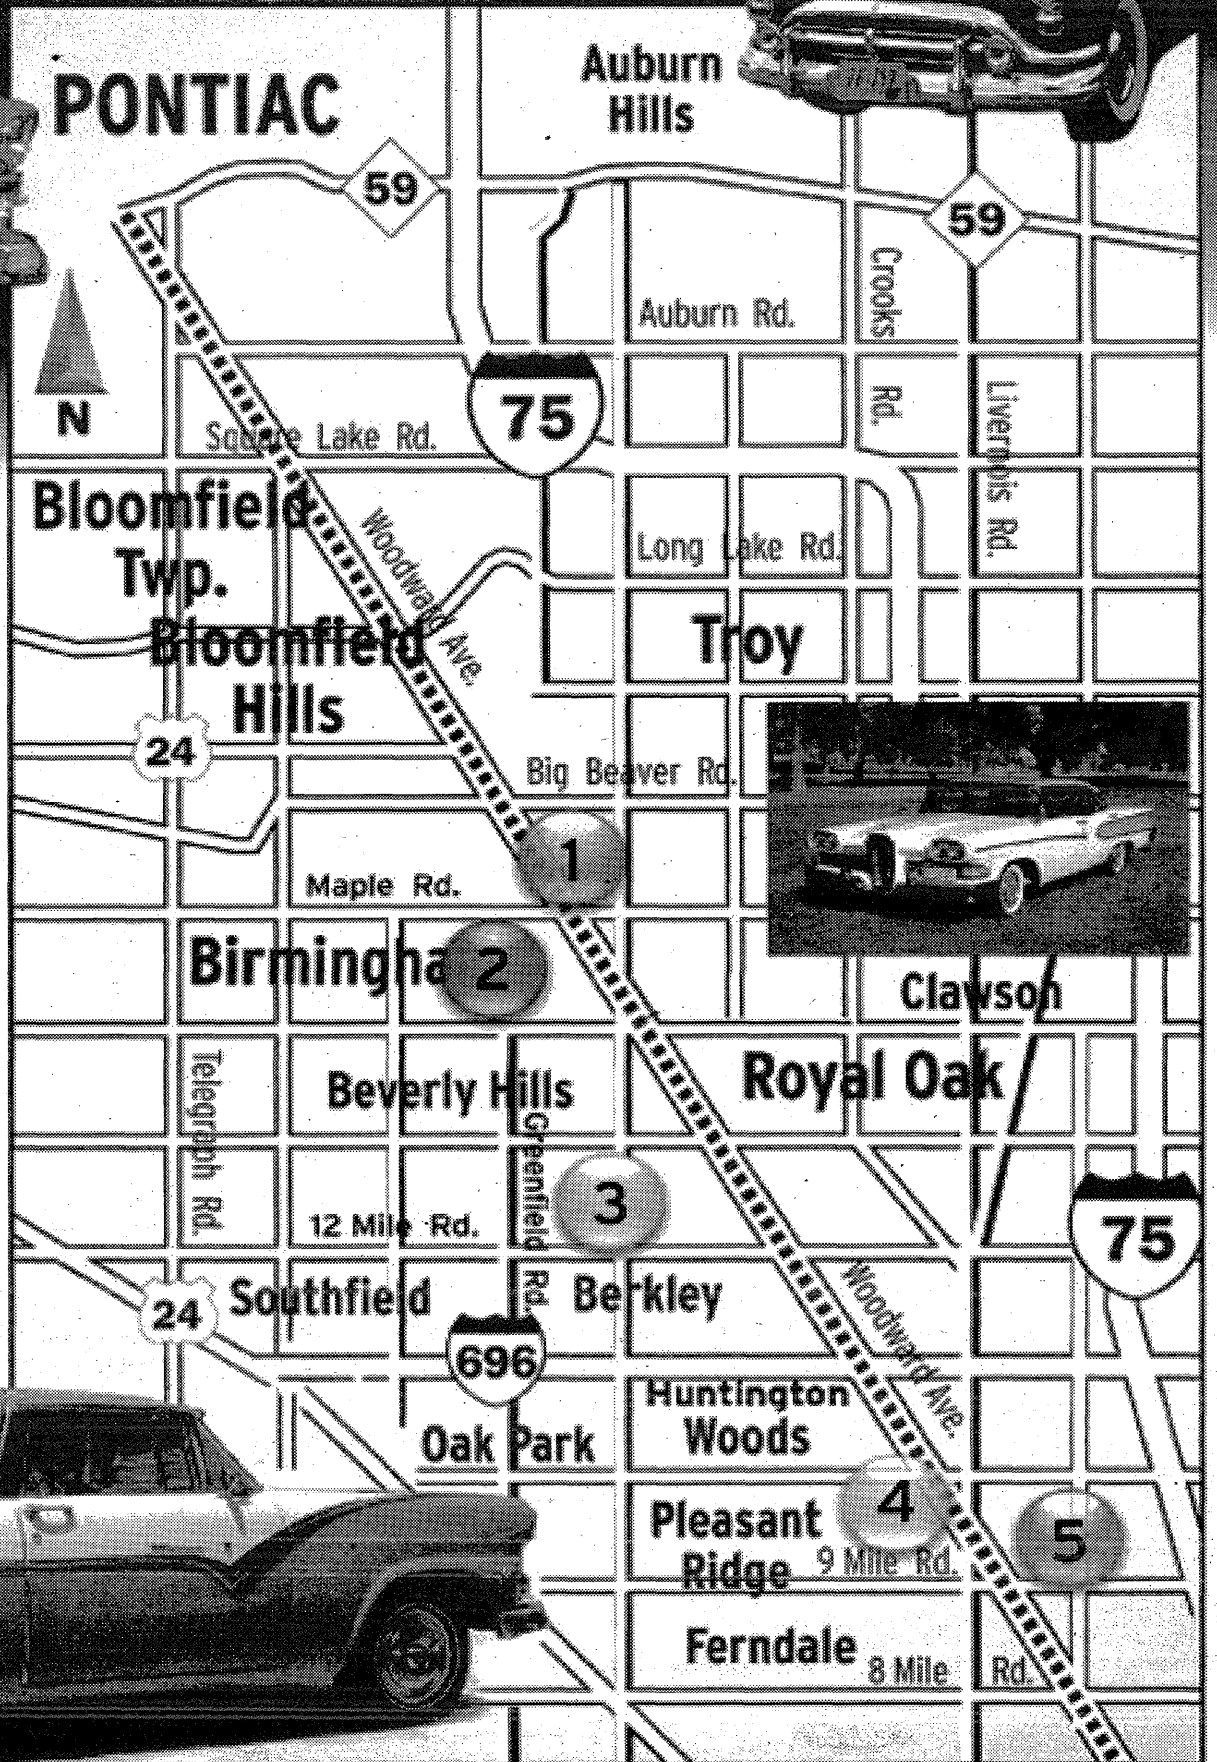 PONTIAC
Auburn
Hills
59
59
Crooks Rd.
Auburn Rd.
N
75
Livernois Rd.
Square Lake Rd.
Bloomfield
Twp.
Woodward Ave.
Long Lake Rd.
Bloomfield
Hills
Troy
24
Big Beaver Rd.
1
Maple Rd.
Birmingha
2
Clawson
Royal Oak
Telegraph Rd.
Beverly Hills
Greenfield Rd.
3
12 Mile Rd.
75
24
Southfield
Berkley
Woodward Ave.
696
Huntington
Woods
Oak Park
4
5
Pleasant
Ridge
9 Mile Rd.
Ferndale
8 Mile Rd.